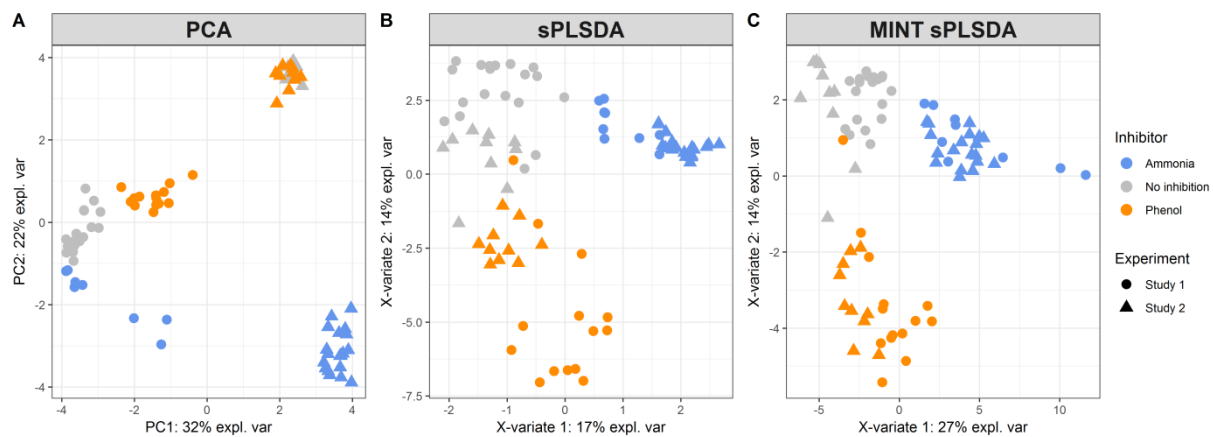 A
PCA
4
2
0
-2
-4
PC2: 22% expl. var
-4
-2
0
2
4
PC1: 32% expl. var
B
sPLSDA
2.5
0.0
-2.5
-5.0
-7.5
X-variate 2: 14% expl. var
-2
-1
0
1
2
X-variate 1: 17% expl. var
C
MINT sPLSDA
2
0
-2
-4
X-variate 2: 14% expl. var
-5
0
5
10
X-variate 1: 27% expl. var
Inhibitor
Ammonia
No inhibition
Phenol
Experiment
Study 1
Study 2